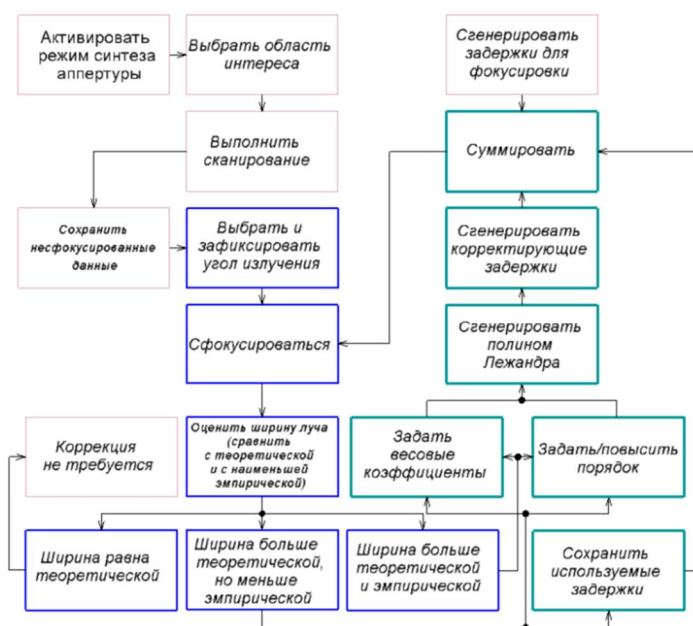 Активировать
режим синтеза
аппертуры
Выбрать область
интереса
Сгенерировать
задержки для
фокусировки
Выполнить
сканирование
Суммировать
Сохранить
несфокусированные
данные
Выбрать и
зафиксировать
угол излучения
Сгенерировать
корректирующие
задержки
Сфокусироваться
Сгенерировать
полином
Лежандра
Коррекция
не требуется
Оценить ширину луча
(сравнить
с теоретической
и с наименьшей
эмпирической)
Задать
весовые
коэффициенты
Задать/повысить
порядок
Ширина равна
теоретической
Ширина больше
теоретической,
но меньше
эмпирической
Ширина больше
теоретической
и эмпирической
Сохранить
используемые
задержки